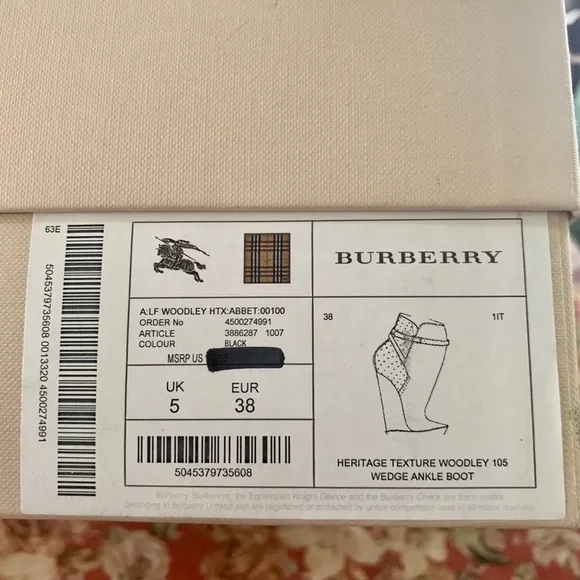 63E
5045379735608 0013320 4500274991
BURBERRY
A:LF WOODLEY HTX:ABBET:00100
ORDER No 4500274991
ARTICLE 3886287 1007
COLOUR BLACK
MSRP US
UK EUR
5 38
5045379735608
38 1IT
HERITAGE TEXTURE WOODLEY 105
WEDGE ANKLE BOOT
Burberry, Burberrys, the Equestrian Knight Device and the Burberry Check are trade marks
belonging to Burberry Limited and are registered or protected by unfair competition laws in all major markets.